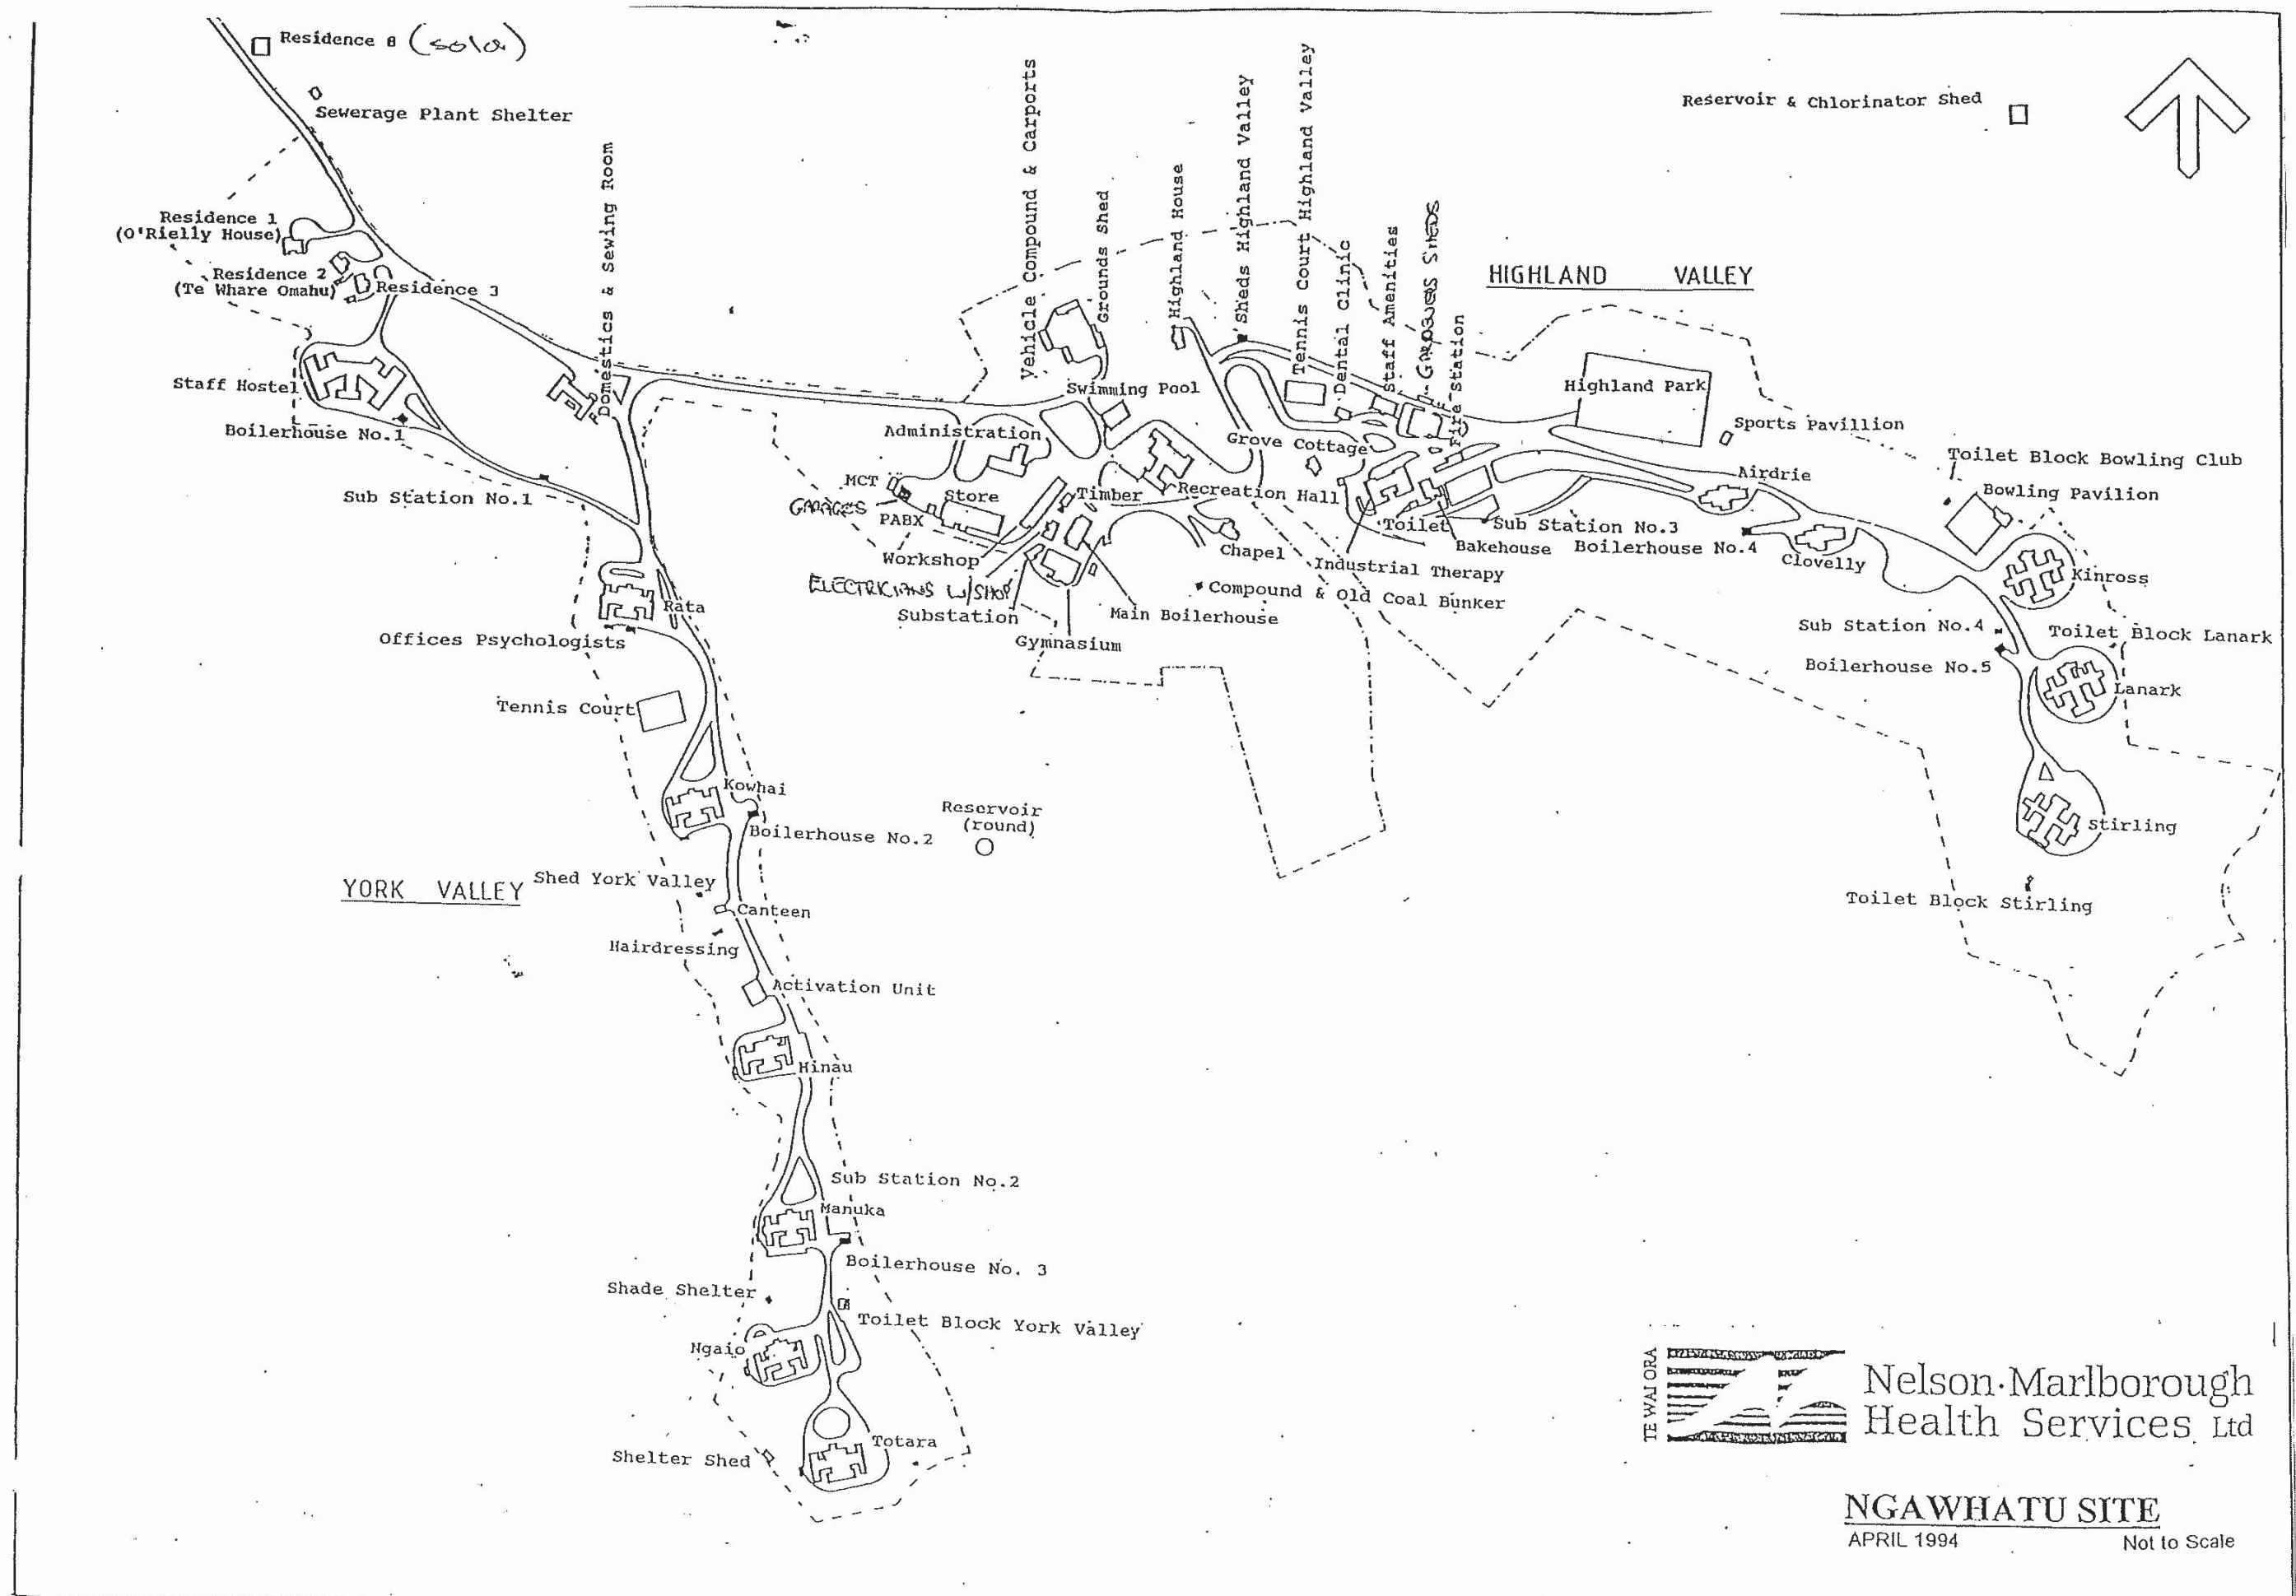 Residence 8 (sold)
Sewerage Plant Shelter
Residence 1
(O'Rielly House)
Residence 2
(Te Whare Omahu)
Residence 3
Staff Hostel
Boilerhouse No.1
Sub Station No.1
Domestics & Sewing Room
Vehicle Compound & Carports
Grounds Shed
Highland House
Sheds Highland Valley
Tennis Court Highland Valley
Dental Clinic
Staff Amenities
GARDENERS SHEDS
Fire Station
Reservoir & Chlorinator Shed
HIGHLAND VALLEY
Swimming Pool
Administration
MCT
GARAGES
PABX
Store
Timber
Workshop
ELECTRICIANS W/SHOP
Substation
Gymnasium
Main Boilerhouse
Recreation Hall
Grove Cottage
Chapel
Toilet
Sub Station No.3
Bakehouse
Boilerhouse No.4
Industrial Therapy
Compound & Old Coal Bunker
Highland Park
Sports Pavillion
Airdrie
Clovelly
Toilet Block Bowling Club
Bowling Pavilion
Kinross
Sub Station No.4
Toilet Block Lanark
Boilerhouse No.5
Lanark
Stirling
Toilet Block Stirling
Rata
Offices Psychologists
Tennis Court
Kowhai
Boilerhouse No.2
Reservoir
(round)
YORK VALLEY
Shed York Valley
Canteen
Hairdressing
Activation Unit
Hinau
Sub Station No.2
Manuka
Boilerhouse No. 3
Shade Shelter
Toilet Block York Valley
Ngaio
Totara
Shelter Shed
TE WAI ORA
Nelson·Marlborough
Health Services Ltd
NGAWHATU SITE
APRIL 1994
Not to Scale